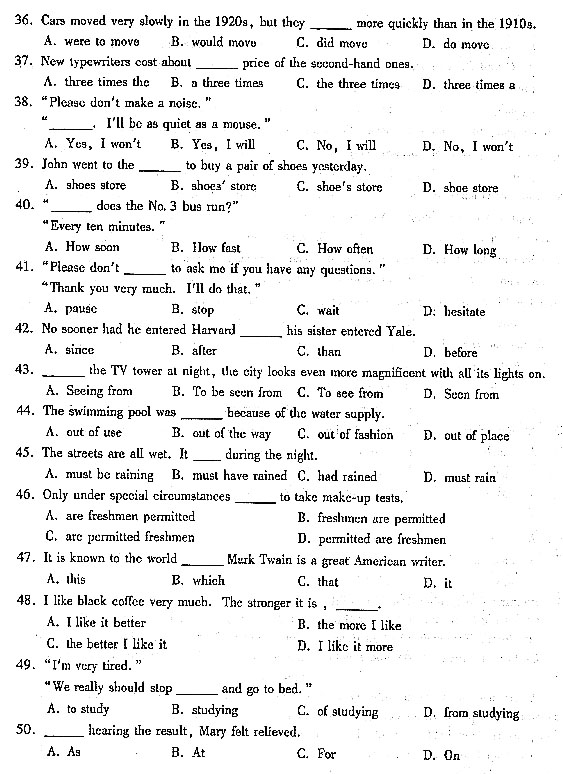 36. Cars moved very slowly in the 1920s, but they ______ more quickly than in the 1910s.
A. were to move B. would move C. did move D. do move
37. New typewriters cost about ______ price of the second-hand ones.
A. three times the B. a three times C. the three times D. three times a
38. "Please don't make a noise."
"______. I'll be as quiet as a mouse."
A. Yes, I won't B. Yes, I will C. No, I will D. No, I won't
39. John went to the ______ to buy a pair of shoes yesterday.
A. shoes store B. shoes' store C. shoe's store D. shoe store
40. "______ does the No. 3 bus run?"
"Every ten minutes."
A. How soon B. How fast C. How often D. How long
41. "Please don't ______ to ask me if you have any questions."
"Thank you very much. I'll do that."
A. pause B. stop C. wait D. hesitate
42. No sooner had he entered Harvard ______ his sister entered Yale.
A. since B. after C. than D. before
43. ______ the TV tower at night, the city looks even more magnificent with all its lights on.
A. Seeing from B. To be seen from C. To see from D. Seen from
44. The swimming pool was ______ because of the water supply.
A. out of use B. out of the way C. out of fashion D. out of place
45. The streets are all wet. It ____ during the night.
A. must be raining B. must have rained C. had rained D. must rain
46. Only under special circumstances ______ to take make-up tests.
A. are freshmen permitted B. freshmen are permitted
C. are permitted freshmen D. permitted are freshmen
47. It is known to the world ______ Mark Twain is a great American writer.
A. this B. which C. that D. it
48. I like black coffee very much. The stronger it is , ______.
A. I like it better B. the more I like
C. the better I like it D. I like it more
49. "I'm very tired."
"We really should stop ______ and go to bed."
A. to study B. studying C. of studying D. from studying
50. ______ hearing the result, Mary felt relieved.
A. As B. At C. For D. On